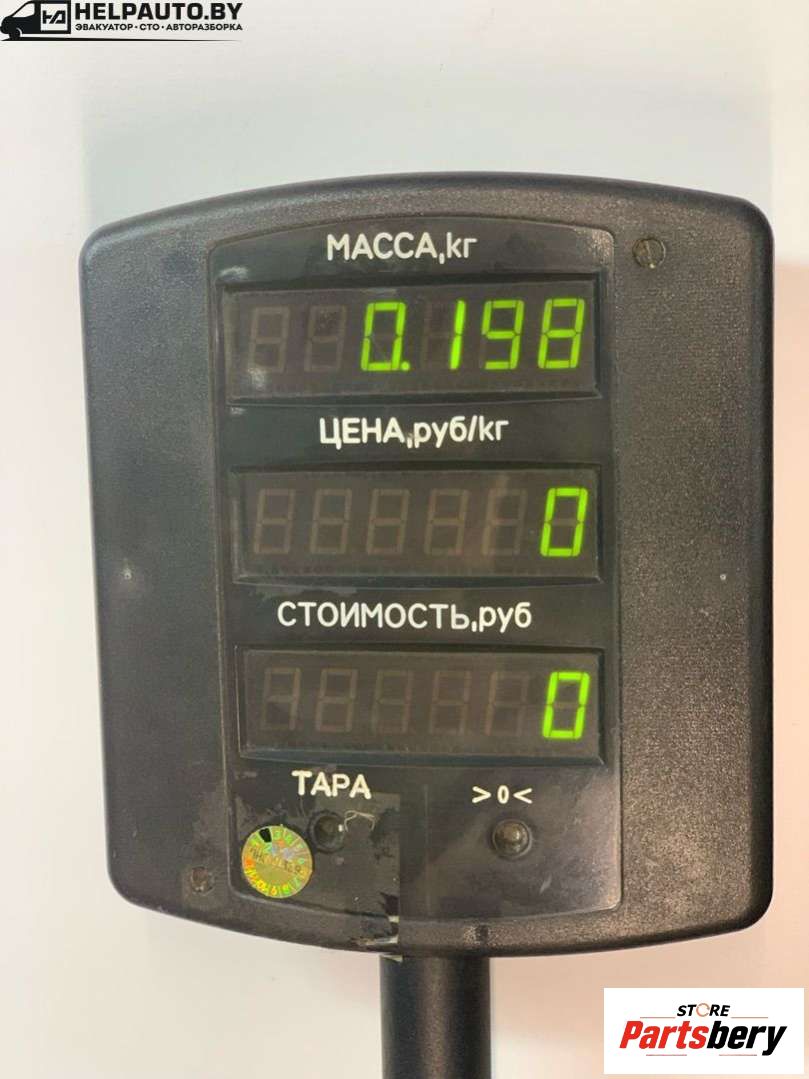 HELPAUTO.BY
ЭВАКУАТОР • СТО • АВТОРАЗБОРКА
МАССА,кг
0.198
ЦЕНА,руб/кг
0
СТОИМОСТЬ,руб
0
ТАРА
>0<
STORE
Partsbery